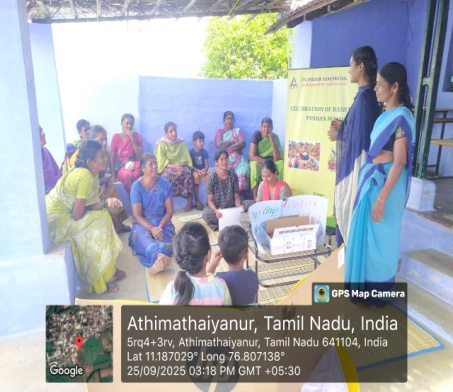 CELEBRATION OF
POSHAN MAAH
GPS Map Camera
Athimathaiyanur, Tamil Nadu, India
5rq4+3rv, Athimathaiyanur, Tamil Nadu 641104, India
Lat 11.187029° Long 76.807138°
25/09/2025 03:18 PM GMT +05:30
Google